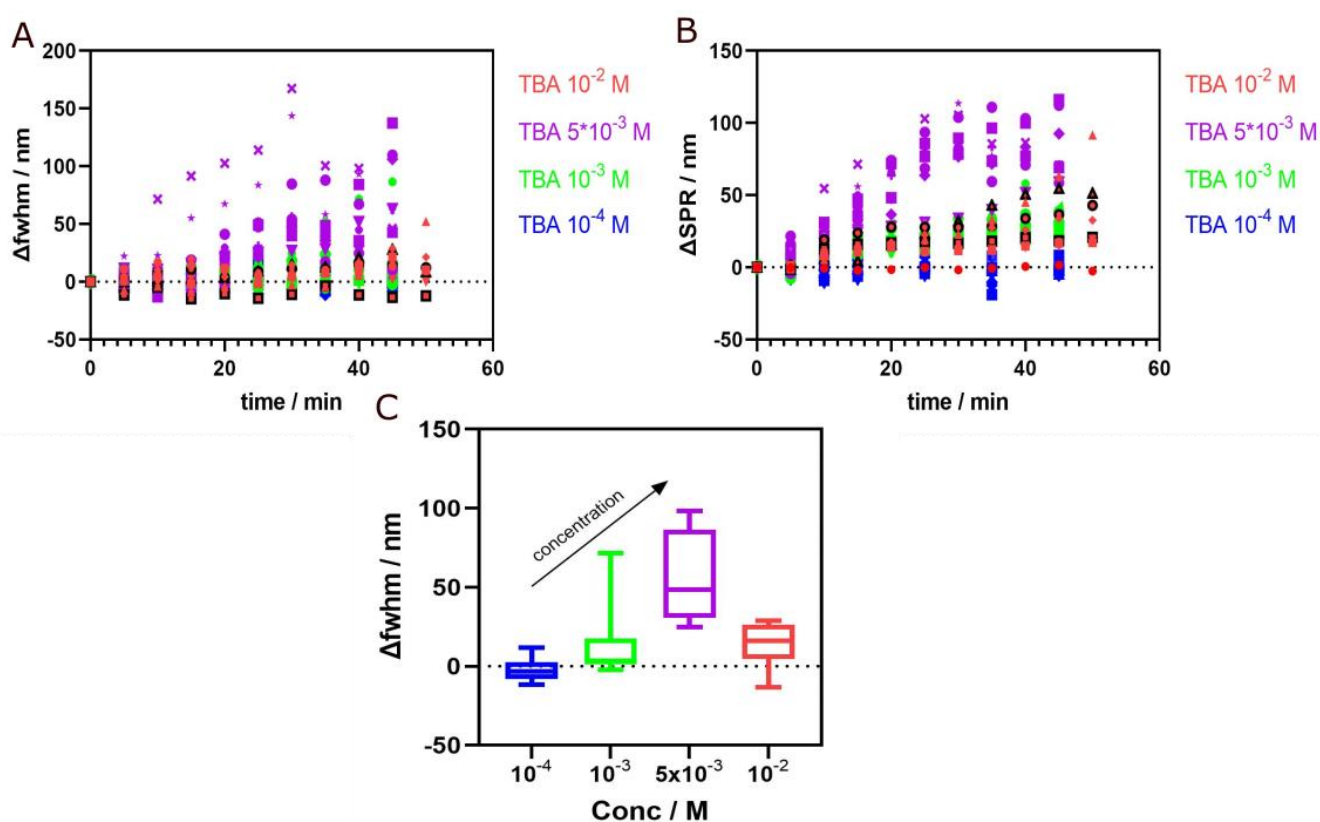 A
200
150
100
50
0
-50
0 20 40 60
Δfwhm / nm
time / min
TBA 10⁻² M
TBA 5*10⁻³ M
TBA 10⁻³ M
TBA 10⁻⁴ M
B
150
100
50
0
-50
0 20 40 60
ΔSPR / nm
time / min
TBA 10⁻² M
TBA 5*10⁻³ M
TBA 10⁻³ M
TBA 10⁻⁴ M
C
150
100
50
0
-50
Δfwhm / nm
concentration
10⁻⁴ 10⁻³ 5x10⁻³ 10⁻²
Conc / M